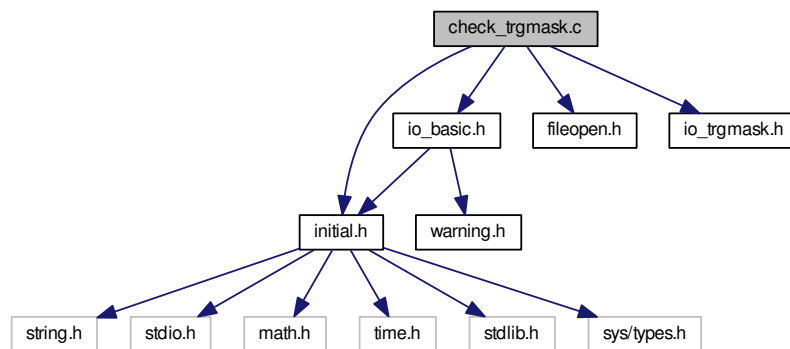 check_trgmask.c
io_basic.h
fileopen.h
io_trgmask.h
initial.h
warning.h
string.h
stdio.h
math.h
time.h
stdlib.h
sys/types.h